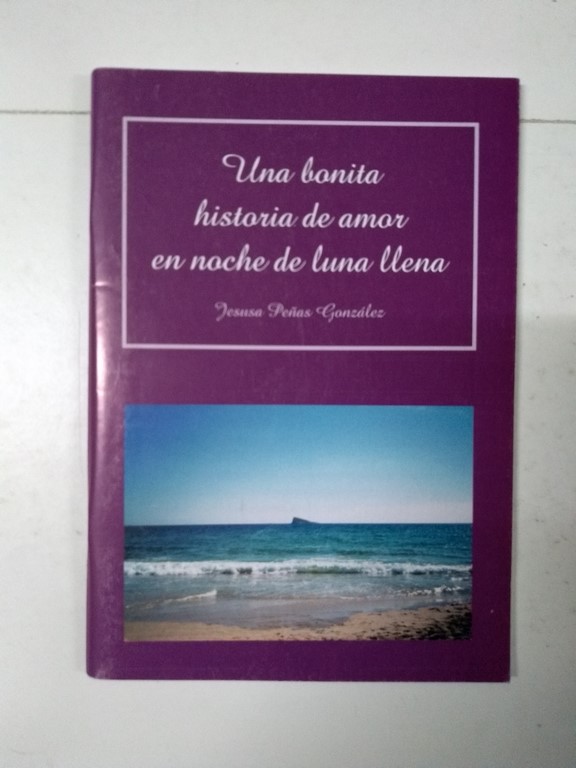 Una bonita
historia de amor
en noche de luna llena
Jesusa Peñas González